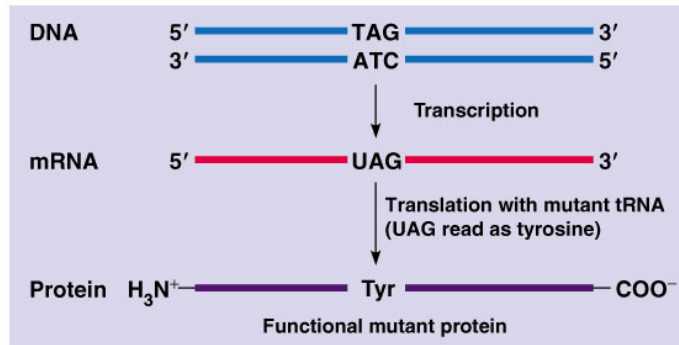 DNA 5′ TAG 3′
3′ ATC 5′
Transcription
mRNA 5′ UAG 3′
Translation with mutant tRNA
(UAG read as tyrosine)
Protein H₃N⁺ Tyr COO⁻
Functional mutant protein